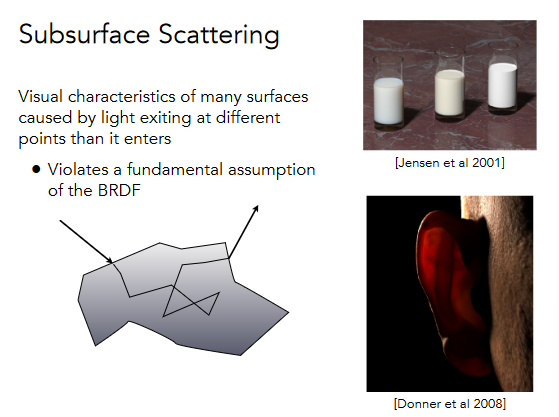 Subsurface Scattering
Visual characteristics of many surfaces
caused by light exiting at different
points than it enters
● Violates a fundamental assumption
of the BRDF
[Jensen et al 2001]
[Donner et al 2008]